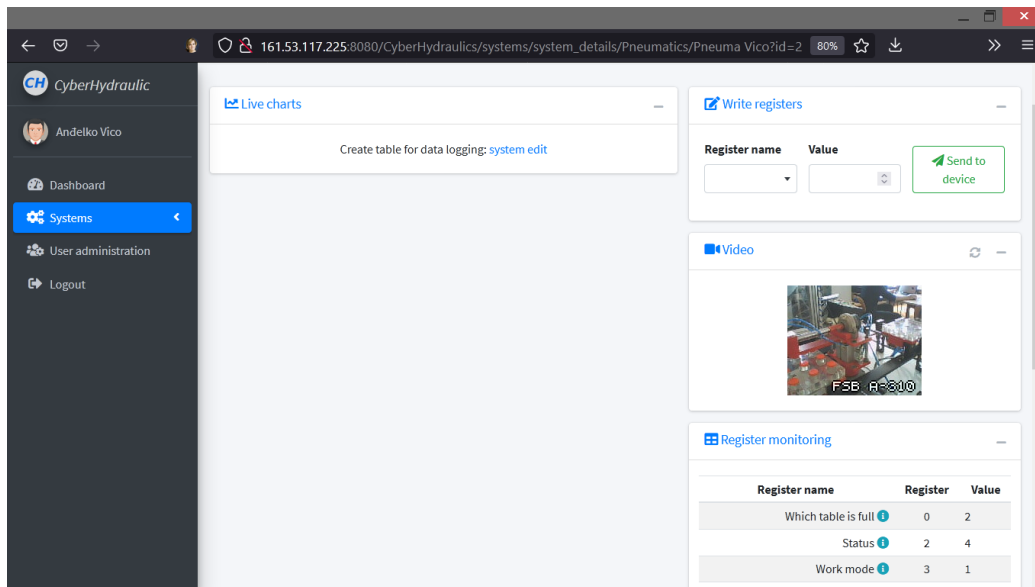 161.53.117.225:8080/CyberHydraulics/systems/system_details/Pneumatics/Pneuma Vico?id=2
80%
CH CyberHydraulic
Anđelko Vico
Dashboard
Systems
User administration
Logout
Live charts
Create table for data logging: system edit
Write registers
Register name Value
Send to
device
Video
FSB A-310
Register monitoring
Register name Register Value
Which table is full 0 2
Status 2 4
Work mode 3 1